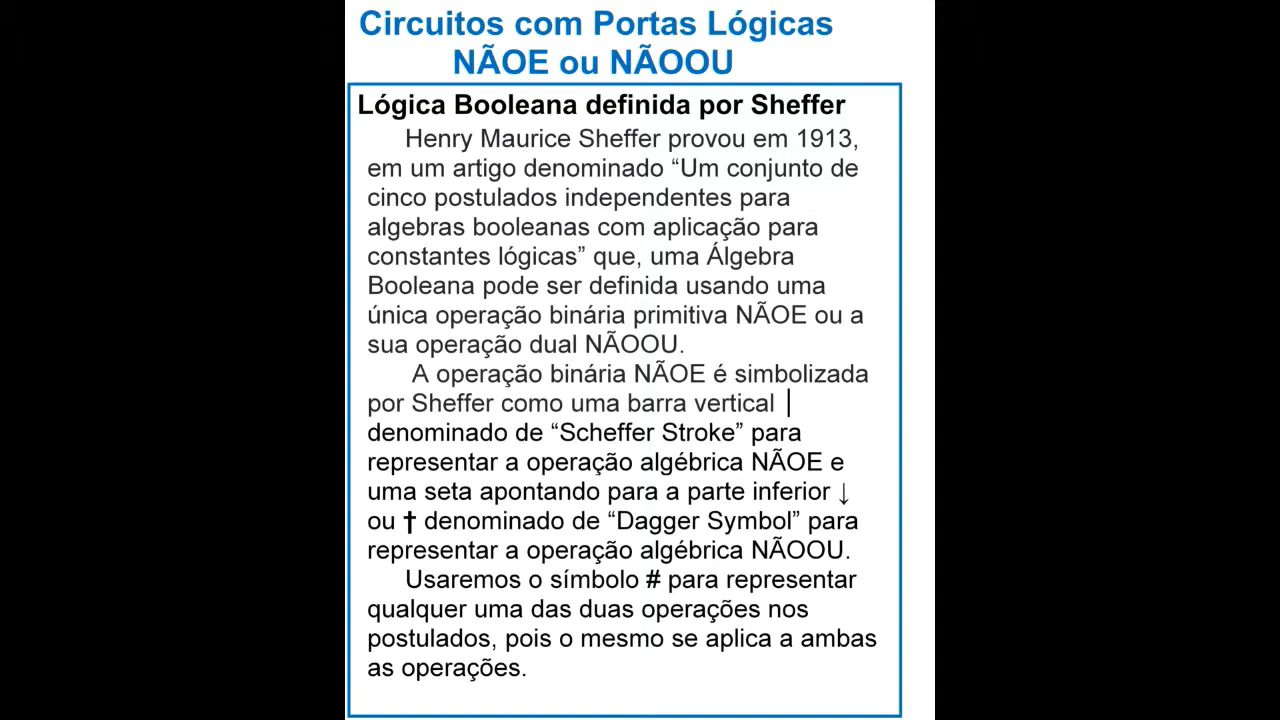 Circuitos com Portas Lógicas
NÃOE ou NÃOOU
Lógica Booleana definida por Sheffer
Henry Maurice Sheffer provou em 1913,
em um artigo denominado “Um conjunto de
cinco postulados independentes para
algebras booleanas com aplicação para
constantes lógicas” que, uma Álgebra
Booleana pode ser definida usando uma
única operação binária primitiva NÃOE ou a
sua operação dual NÃOOU.
A operação binária NÃOE é simbolizada
por Sheffer como uma barra vertical |
denominado de “Scheffer Stroke” para
representar a operação algébrica NÃOE e
uma seta apontando para a parte inferior ↓
ou † denominado de “Dagger Symbol” para
representar a operação algébrica NÃOOU.
Usaremos o símbolo # para representar
qualquer uma das duas operações nos
postulados, pois o mesmo se aplica a ambas
as operações.